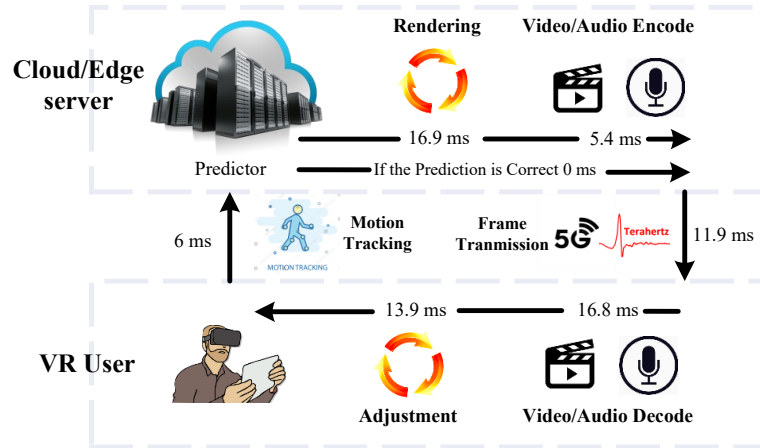 Rendering
Video/Audio Encode
Cloud/Edge
server
16.9 ms
5.4 ms
Predictor
If the Prediction is Correct 0 ms
6 ms
MOTION TRACKING
Motion
Tracking
Frame
Tranmission
5G
Terahertz
11.9 ms
13.9 ms
16.8 ms
VR User
Adjustment
Video/Audio Decode